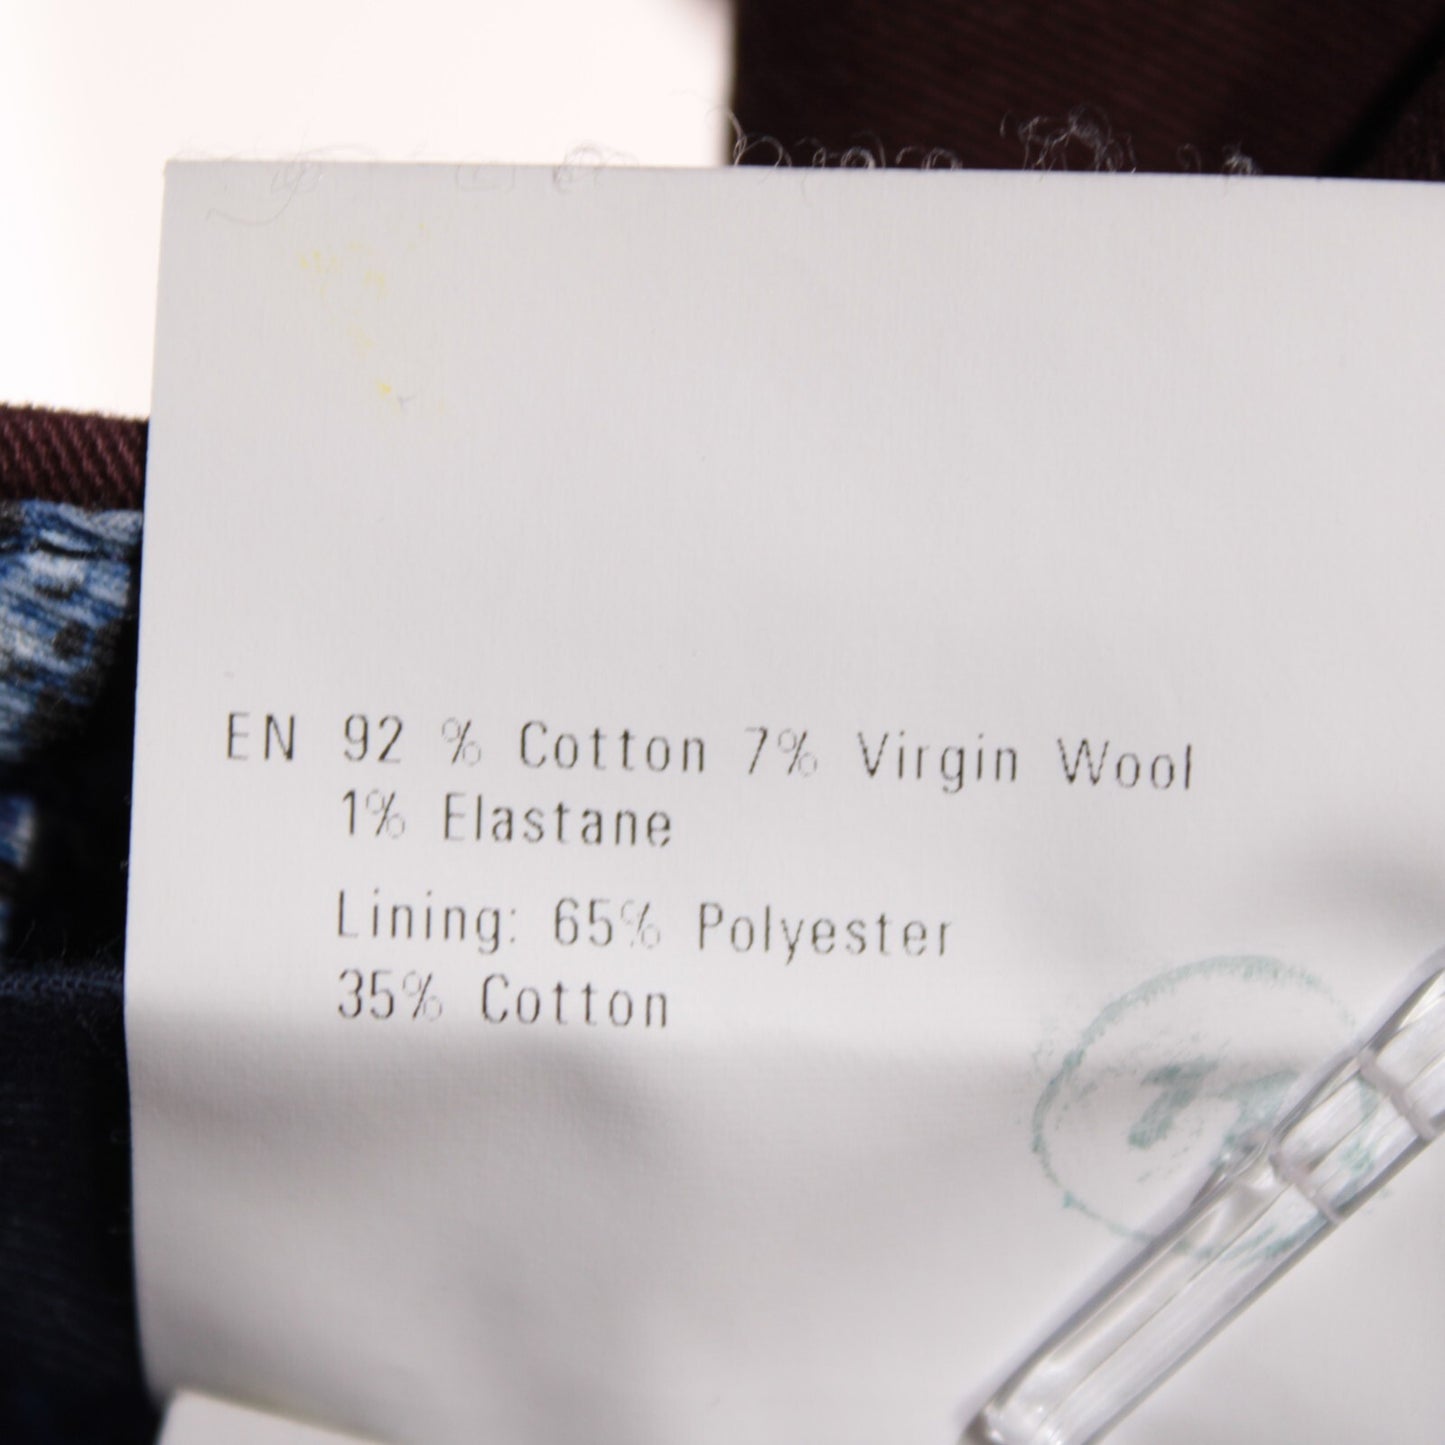 EN 92 % Cotton 7% Virgin Wool
1% Elastane
Lining: 65% Polyester
35% Cotton